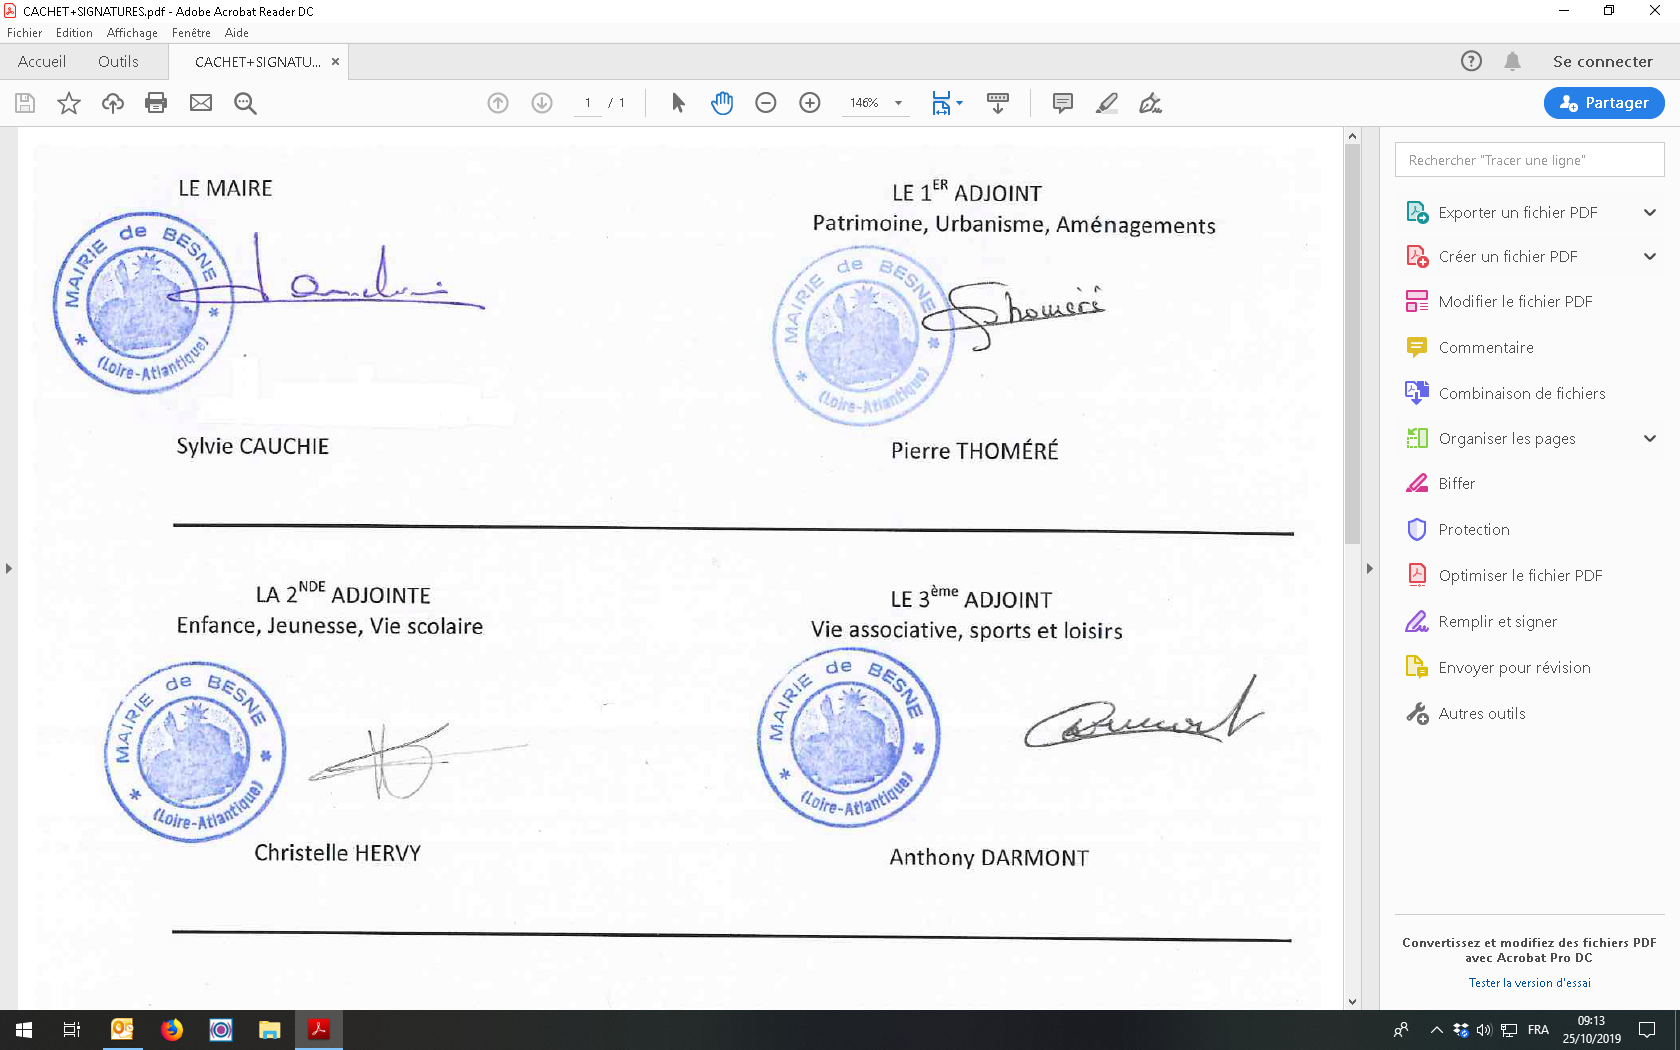 CACHET+SIGNATURES.pdf - Adobe Acrobat Reader DC
Fichier Edition Affichage Fenêtre Aide
Accueil Outils CACHET+SIGNATU... × Se connecter
1 / 1 146% Partager
Rechercher "Tracer une ligne"
Exporter un fichier PDF
Créer un fichier PDF
Modifier le fichier PDF
Commentaire
Combinaison de fichiers
Organiser les pages
Biffer
Protection
Optimiser le fichier PDF
Remplir et signer
Envoyer pour révision
Autres outils
Convertissez et modifiez des fichiers PDF
avec Acrobat Pro DC
Tester la version d'essai
LE MAIRE
MAIRIE de BESNE
* (Loire-Atlantique) *
Sylvie CAUCHIE
LE 1ER ADJOINT
Patrimoine, Urbanisme, Aménagements
MAIRIE de BESNE
* (Loire-Atlantique) *
Thoméré
Pierre THOMÉRÉ
LA 2NDE ADJOINTE
Enfance, Jeunesse, Vie scolaire
MAIRIE de BESNE
* (Loire-Atlantique) *
Christelle HERVY
LE 3ème ADJOINT
Vie associative, sports et loisirs
MAIRIE de BESNE
* (Loire-Atlantique) *
Anthony DARMONT
FRA
09:13
25/10/2019